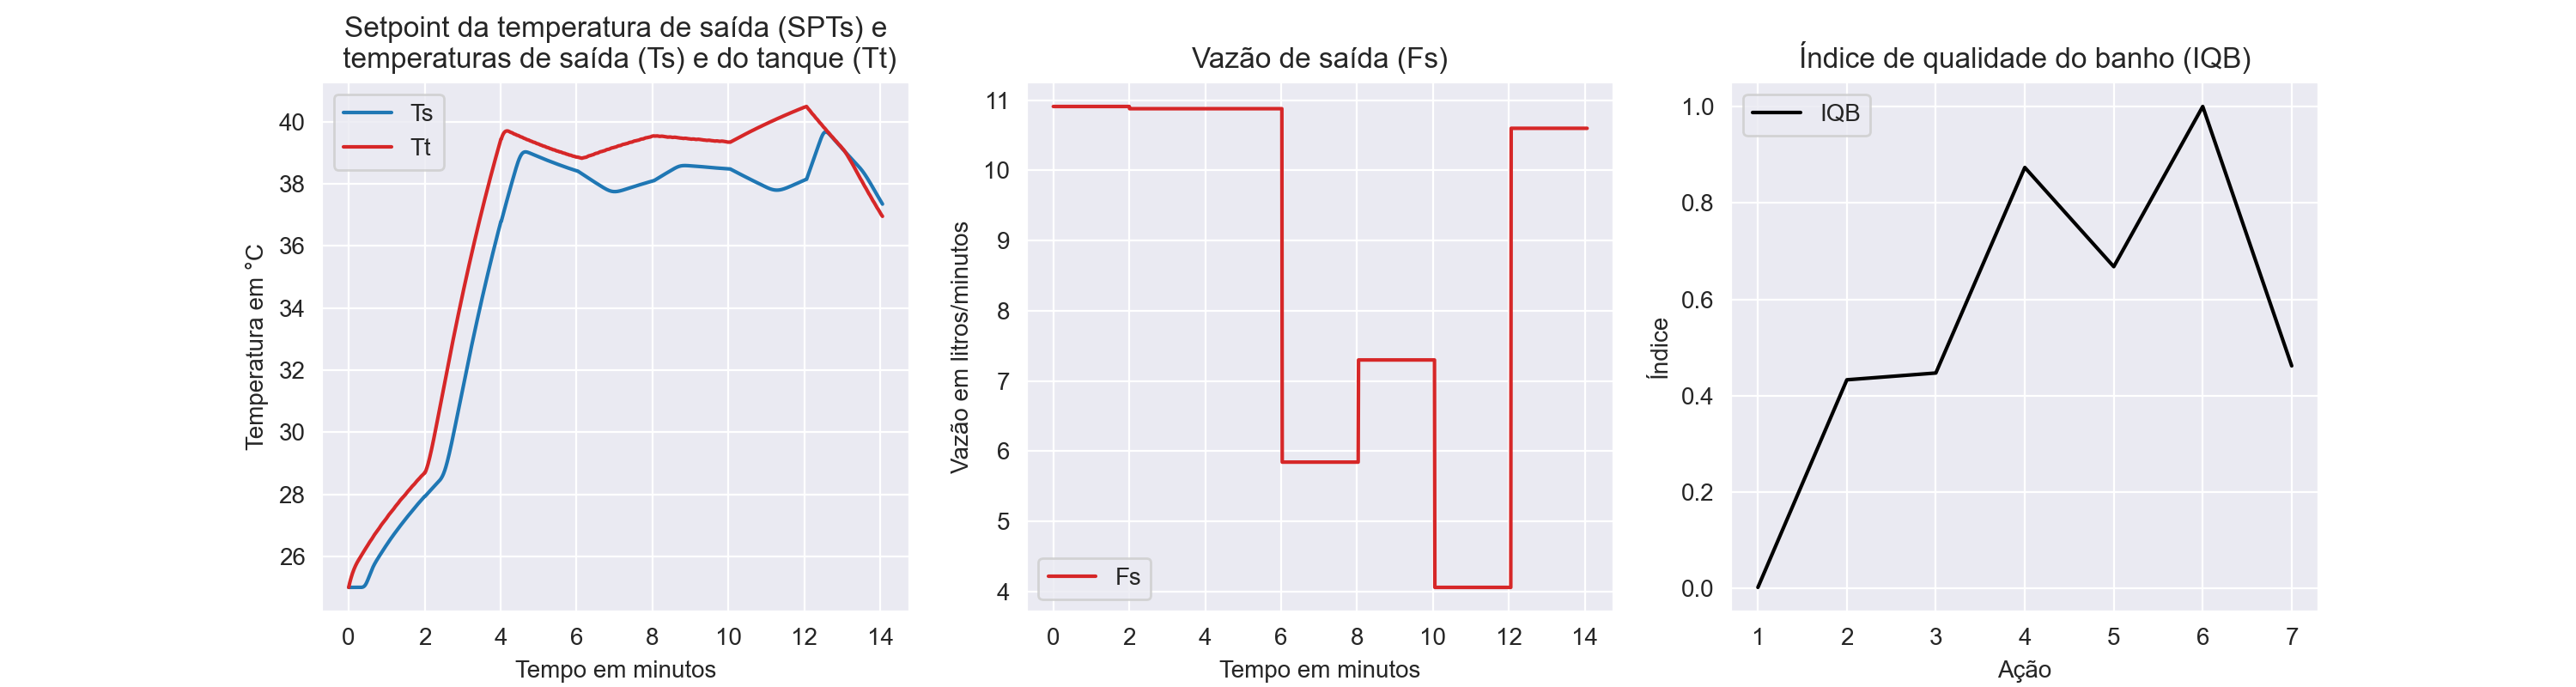 Setpoint da temperatura de saída (SPTs) e
temperaturas de saída (Ts) e do tanque (Tt)
Ts
Tt
40
38
36
34
32
30
28
26
Temperatura em °C
0 2 4 6 8 10 12 14
Tempo em minutos
Vazão de saída (Fs)
11
10
9
8
7
6
5
4
Vazão em litros/minutos
Fs
0 2 4 6 8 10 12 14
Tempo em minutos
Índice de qualidade do banho (IQB)
IQB
1.0
0.8
0.6
0.4
0.2
0.0
Índice
1 2 3 4 5 6 7
Ação